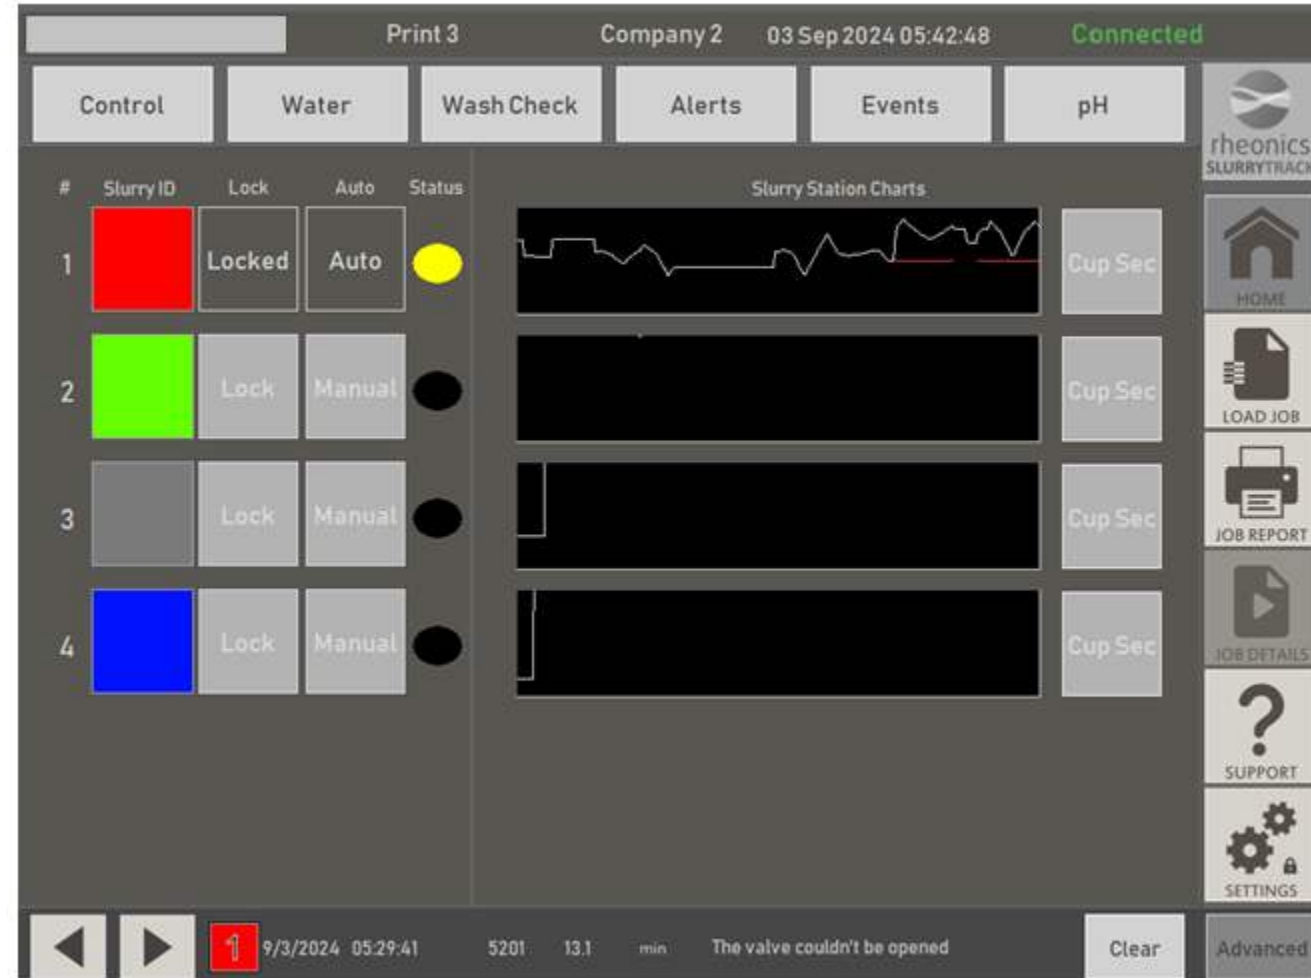 Print 3 Company 2 03 Sep 2024 05:42:48 Connected
Control Water Wash Check Alerts Events pH
rheonics
SLURRYTRACK
# Slurry ID Lock Auto Status Slurry Station Charts
1 Locked Auto Cup Sec
HOME
2 Lock Manual Cup Sec
LOAD JOB
3 Lock Manual Cup Sec
JOB REPORT
4 Lock Manual Cup Sec
JOB DETAILS
SUPPORT
SETTINGS
1 9/3/2024 05:29:41 5201 13.1 min The valve couldn't be opened Clear Advanced